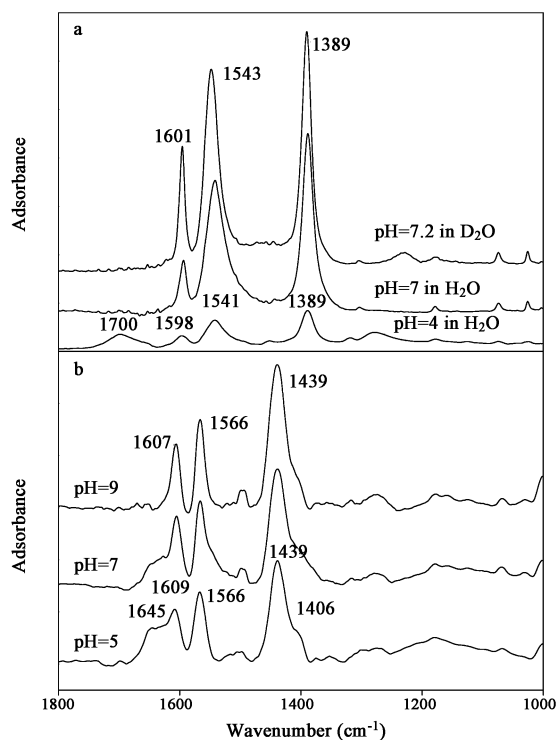 a
1389
1543
1601
pH=7.2 in D₂O
pH=7 in H₂O
1541
1389
1700
1598
pH=4 in H₂O
Absorbance
b
1439
1566
1607
pH=9
pH=7
1439
1609
1566
1645
1406
pH=5
Absorbance
1800 1600 1400 1200 1000
Wavenumber (cm⁻¹)